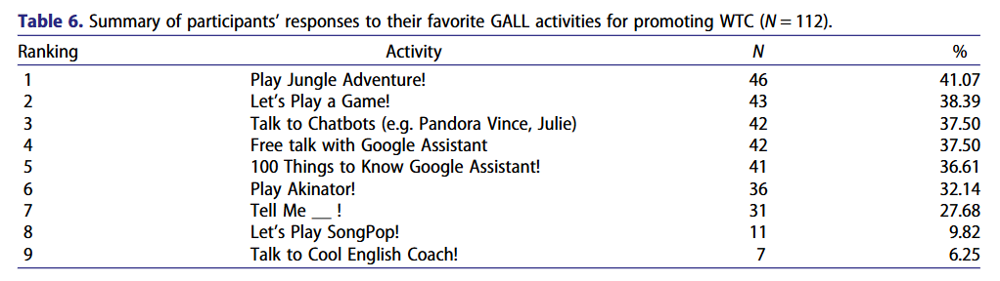 Table 6. Summary of participants' responses to their favorite GALL activities for promoting WTC (N = 112).
Ranking Activity N %
1 Play Jungle Adventure! 46 41.07
2 Let's Play a Game! 43 38.39
3 Talk to Chatbots (e.g. Pandora Vince, Julie) 42 37.50
4 Free talk with Google Assistant 42 37.50
5 100 Things to Know Google Assistant! 41 36.61
6 Play Akinator! 36 32.14
7 Tell Me __ ! 31 27.68
8 Let's Play SongPop! 11 9.82
9 Talk to Cool English Coach! 7 6.25